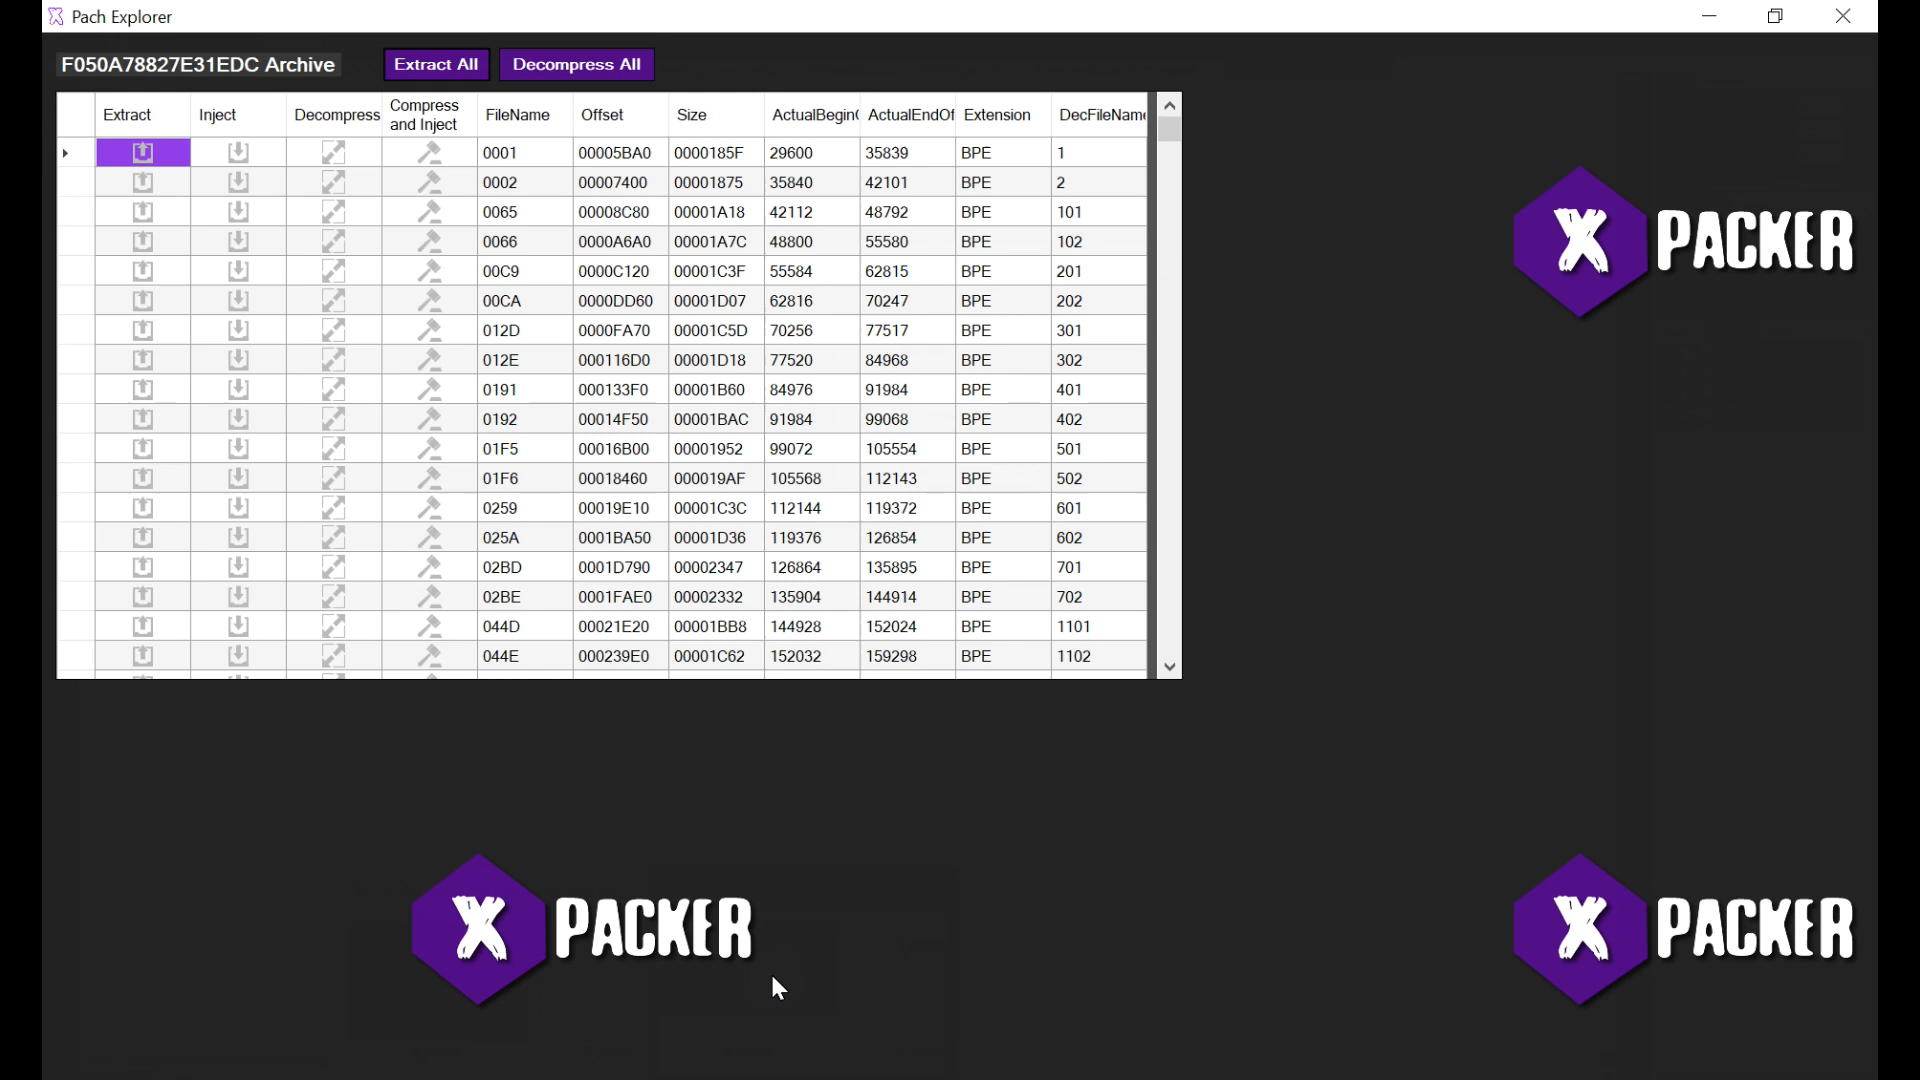 Pach Explorer
F050A78827E31EDC Archive Extract All Decompress All
Extract Inject Decompress Compress and Inject FileName Offset Size ActualBegin ActualEndOf Extension DecFileName
0001 00005BA0 0000185F 29600 35839 BPE 1
0002 00007400 00001875 35840 42101 BPE 2
0065 00008C80 00001A18 42112 48792 BPE 101
0066 0000A6A0 00001A7C 48800 55580 BPE 102
00C9 0000C120 00001C3F 55584 62815 BPE 201
00CA 0000DD60 00001D07 62816 70247 BPE 202
012D 0000FA70 00001C5D 70256 77517 BPE 301
012E 000116D0 00001D18 77520 84968 BPE 302
0191 000133F0 00001B60 84976 91984 BPE 401
0192 00014F50 00001BAC 91984 99068 BPE 402
01F5 00016B00 00001952 99072 105554 BPE 501
01F6 00018460 000019AF 105568 112143 BPE 502
0259 00019E10 00001C3C 112144 119372 BPE 601
025A 0001BA50 00001D36 119376 126854 BPE 602
02BD 0001D790 00002347 126864 135895 BPE 701
02BE 0001FAE0 00002332 135904 144914 BPE 702
044D 00021E20 00001BB8 144928 152024 BPE 1101
044E 000239E0 00001C62 152032 159298 BPE 1102
X PACKER
X PACKER
X PACKER